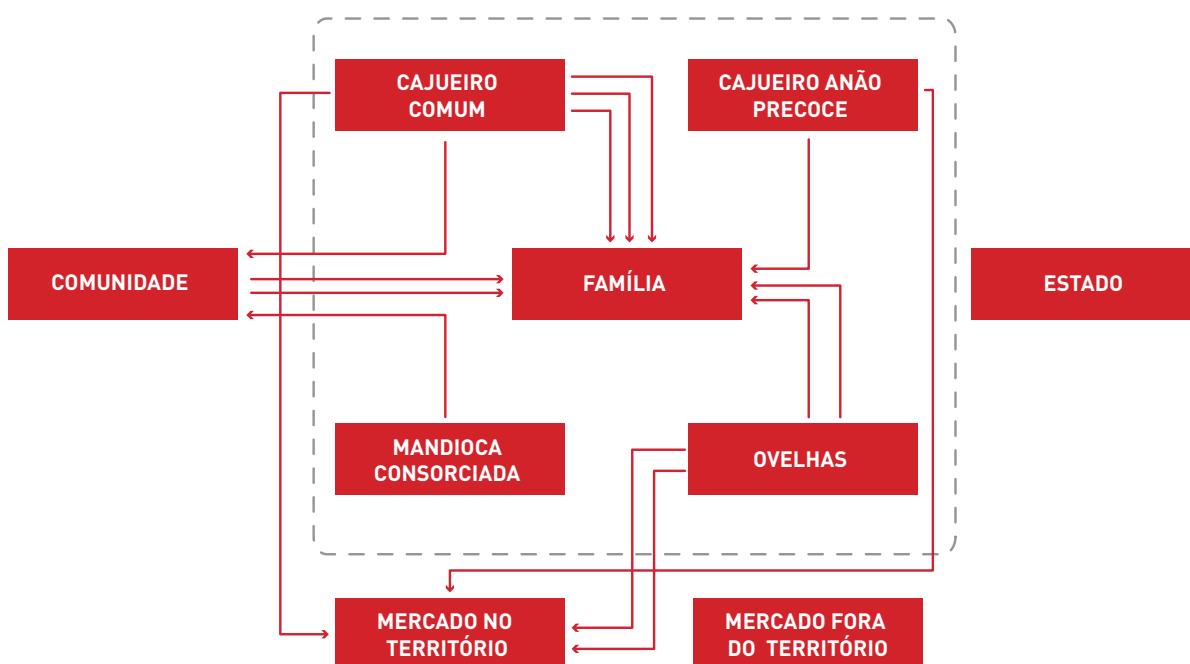 CAJUEIRO
COMUM
CAJUEIRO ANÃO
PRECOCE
COMUNIDADE
FAMÍLIA
ESTADO
MANDIOCA
CONSORCIADA
OVELHAS
MERCADO NO
TERRITÓRIO
MERCADO FORA
DO TERRITÓRIO